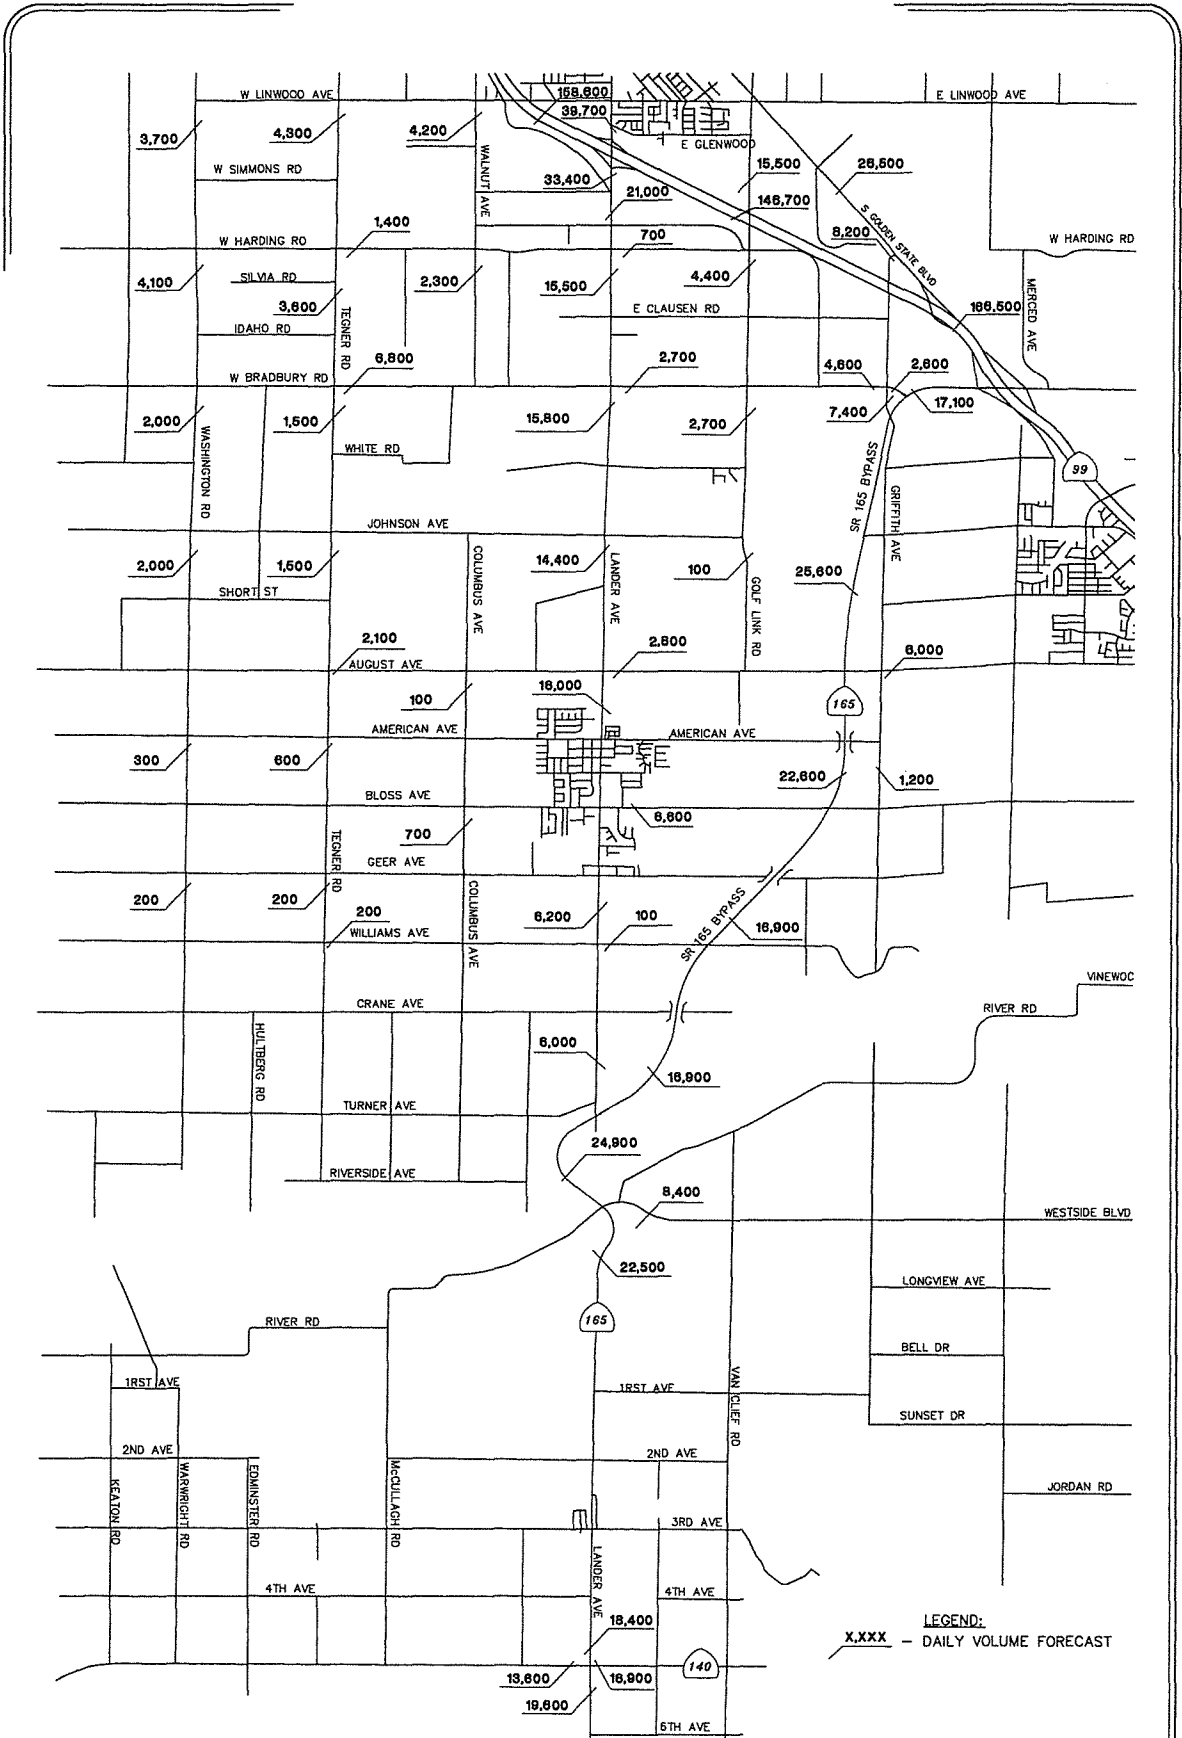 158,600
W LINWOOD AVE
E LINWOOD AVE
39,700
3,700
4,300
4,200
E GLENWOOD
W SIMMONS RD
WALNUT AVE
15,500
26,500
33,400
21,000
146,700
S GOLDEN STATE BLVD
1,400
700
8,200
W HARDING RD
W HARDING RD
SILVIA RD
4,100
3,600
2,300
15,500
4,400
MERCED AVE
E CLAUSEN RD
166,500
IDAHO RD
TEGNER RD
6,800
2,700
4,600
2,600
W BRADBURY RD
2,000
1,500
15,800
2,700
7,400
17,100
WASHINGTON RD
WHITE RD
SR 165 BYPASS
99
GRIFFITH AVE
JOHNSON AVE
2,000
1,500
COLUMBUS AVE
14,400
LANDER AVE
100
GOLF LINK RD
25,600
SHORT ST
2,100
2,800
6,000
AUGUST AVE
100
16,000
165
AMERICAN AVE
AMERICAN AVE
300
600
22,600
1,200
BLOSS AVE
6,600
700
TEGNER RD
GEER AVE
200
200
COLUMBUS AVE
200
6,200
100
SR 165 BYPASS
16,900
WILLIAMS AVE
VINEWOC
CRANE AVE
RIVER RD
HULTBERG RD
6,000
16,900
TURNER AVE
24,900
RIVERSIDE AVE
8,400
WESTSIDE BLVD
22,500
LONGVIEW AVE
165
RIVER RD
BELL DR
1RST AVE
1RST AVE
VAN CLIEF RD
SUNSET DR
2ND AVE
2ND AVE
KEATON RD
WARWRIGHT RD
EDMINSTER RD
McCULLAGH RD
JORDAN RD
3RD AVE
LANDER AVE
4TH AVE
4TH AVE
18,400
LEGEND:
X,XXX – DAILY VOLUME FORECAST
140
13,600
16,900
19,600
6TH AVE